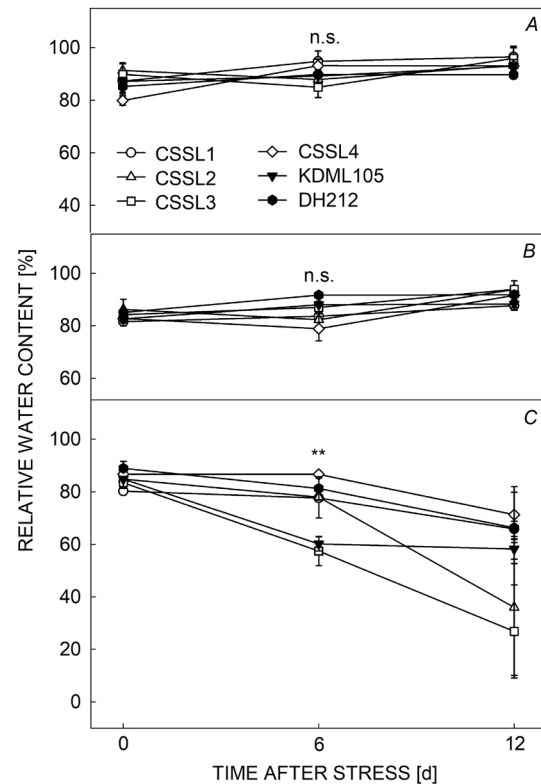 A
n.s.
100
80
60
40
CSSL1
CSSL2
CSSL3
CSSL4
KDML105
DH212
B
n.s.
100
80
60
C
**
100
80
60
40
20
0
RELATIVE WATER CONTENT [%]
0 6 12
TIME AFTER STRESS [d]